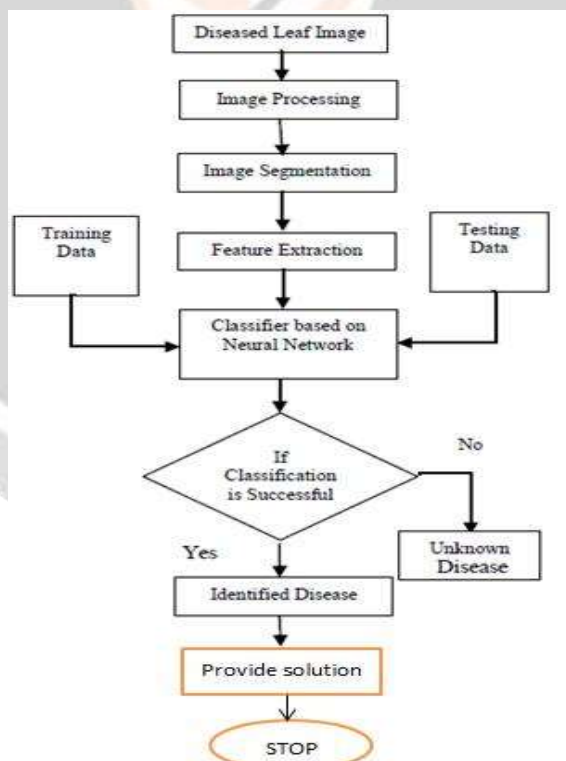 Diseased Leaf Image
Image Processing
Image Segmentation
Training
Data
Testing
Data
Feature Extraction
Classifier based on
Neural Network
If
Classification
is Successful
No
Yes
Unknown
Disease
Identified Disease
Provide solution
STOP